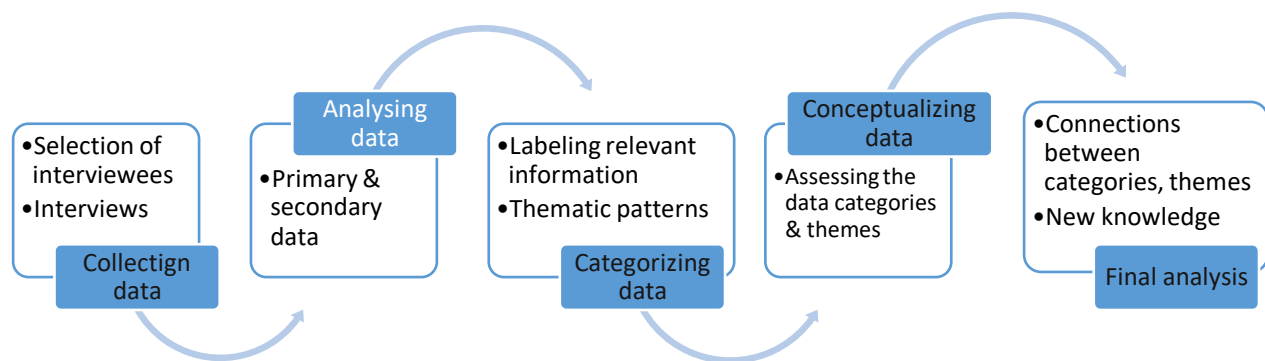 •Selection of
interviewees
•Interviews
Collectign
data
Analysing
data
•Primary &
secondary
data
•Labeling relevant
information
•Thematic patterns
Categorizing
data
Conceptualizing
data
•Assessing the
data categories
& themes
•Connections
between
categories, themes
•New knowledge
Final analysis